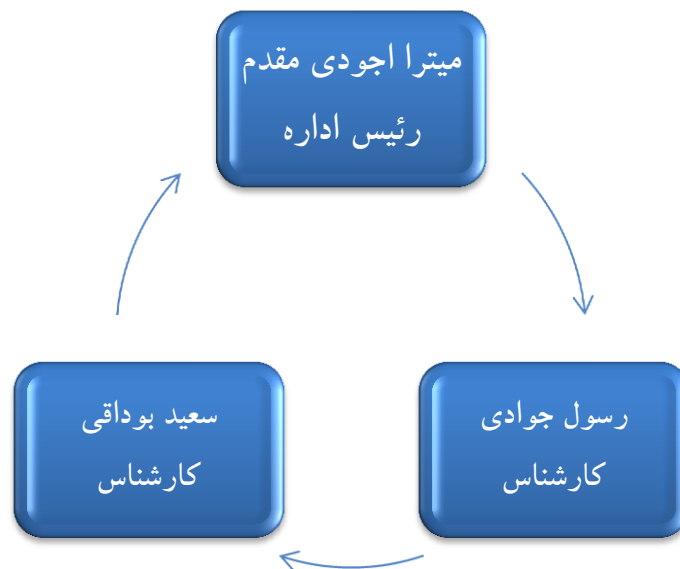 میترا اجودی مقدم
رئیس اداره
رسول جوادی
کارشناس
سعید بوداقی
کارشناس